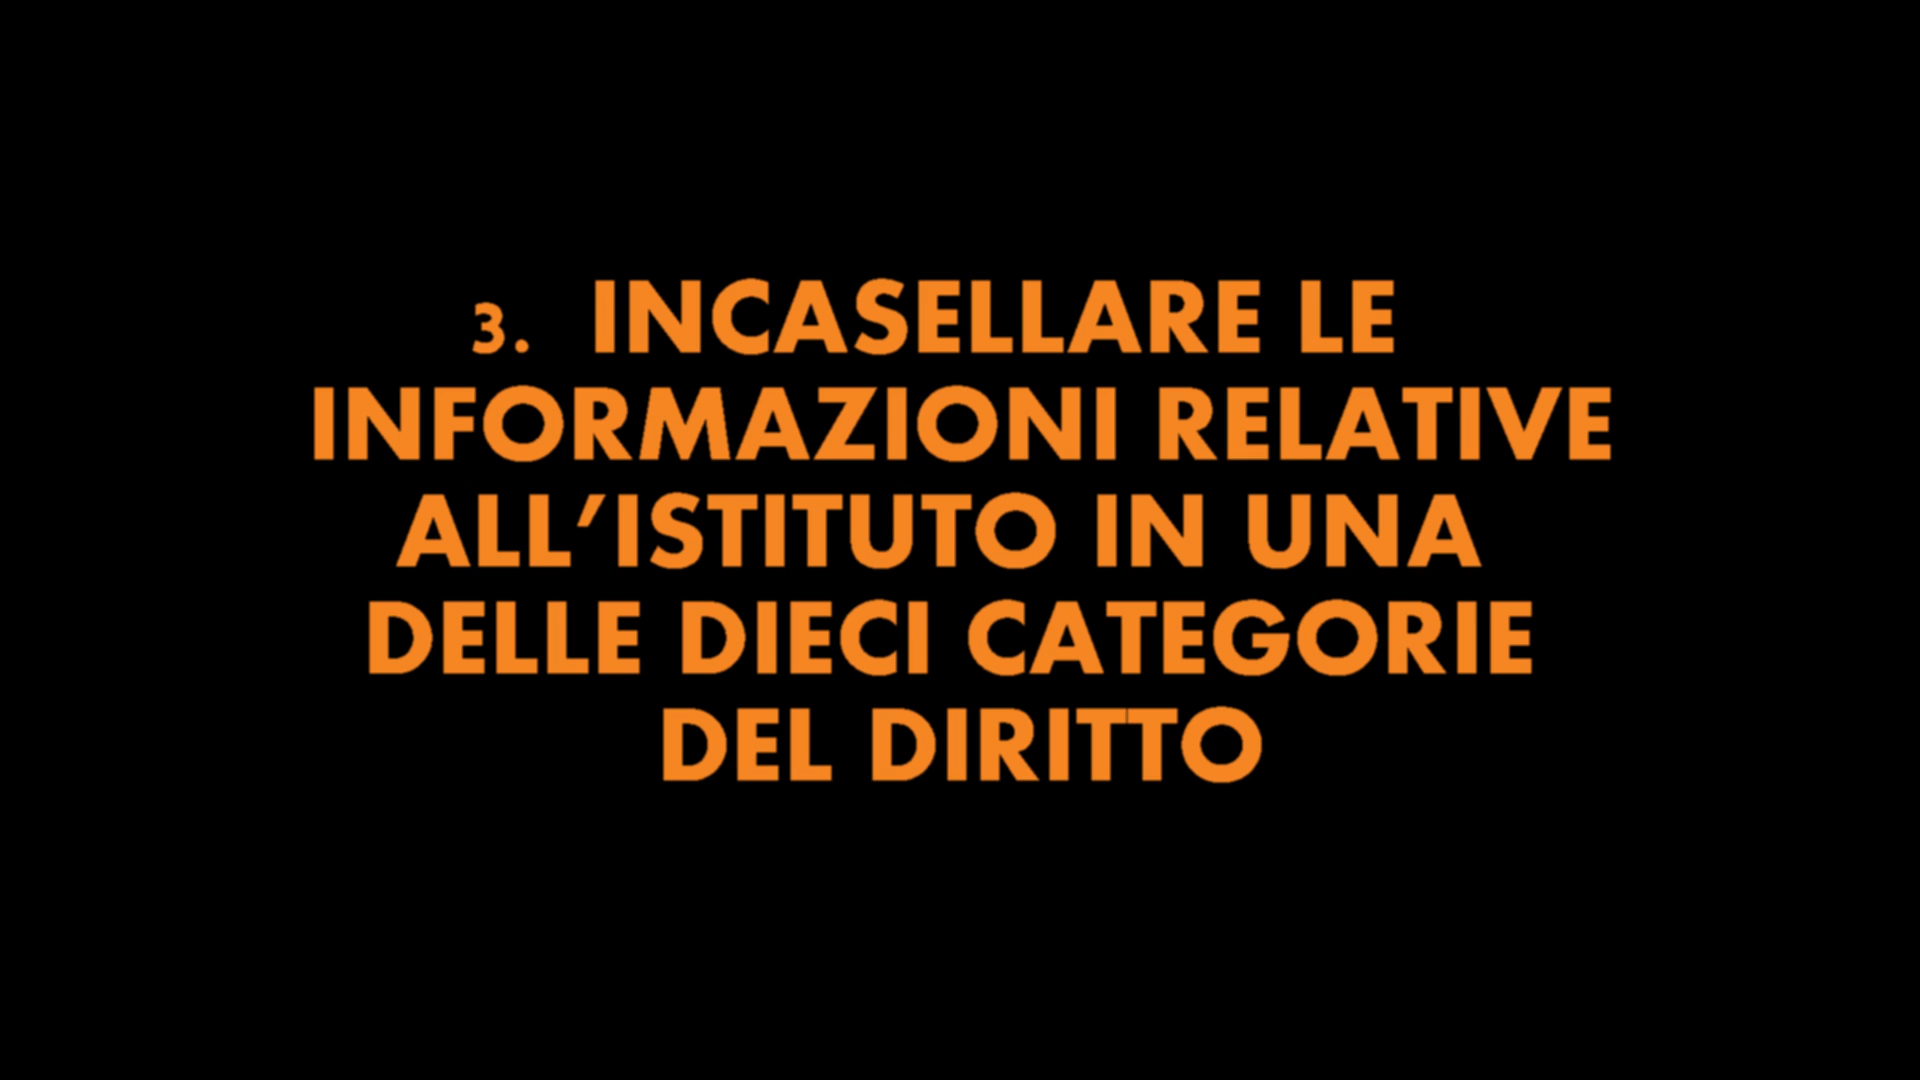 3. INCASELLARE LE
INFORMAZIONI RELATIVE
ALL’ISTITUTO IN UNA
DELLE DIECI CATEGORIE
DEL DIRITTO